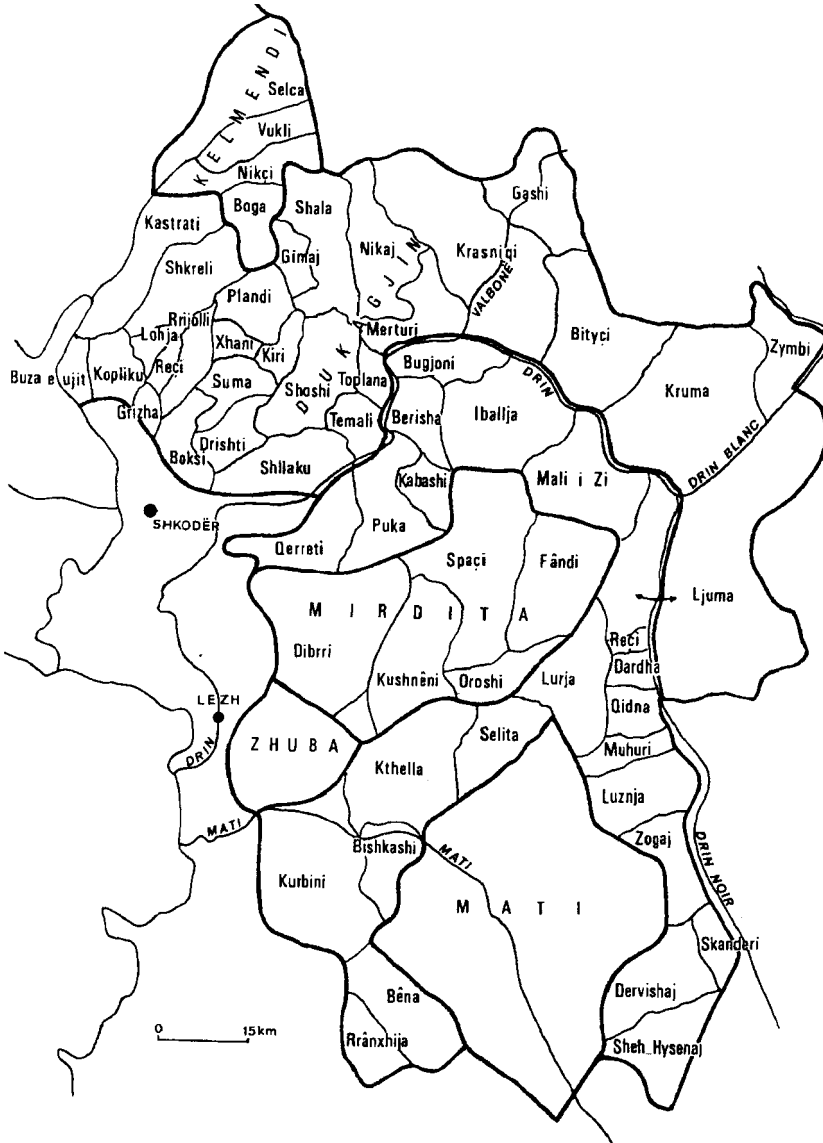 KELMENDI
Selca
Vukli
Nikçi
Boga
Kastrati
Shala
Gimaj
Nikaj
Krasniqi
Gashi
VALBONË
Shkreli
Plandi
Rrijolli
Lohja
Reçi
Xhani
Kiri
DUKAGJIN
Merturi
Bityçi
Zymbi
Buza e ujit
Kopliku
Grizha
Suma
Shoshi
Toplana
Temali
Bugjoni
Berisha
Iballja
DRIN
Kruma
DRIN BLANC
Boksi
Drishti
Shllaku
Kabashi
Mali i Zi
SHKODËR
Puka
Qerreti
Spaçi
Fândi
Ljuma
MIRDITA
Dibrri
Kushnêni
Oroshi
Lurja
Reçi
Dardha
Qidna
LEZH
ZHUBA
Selita
Kthella
Muhuri
DRIN
Luznja
MATI
Bishkashi
Zogaj
MATI
DRIN NOIR
Kurbini
MATI
Skanderi
Dervishaj
Bêna
Rrânxhija
Sheh-Hysenaj
0 15km